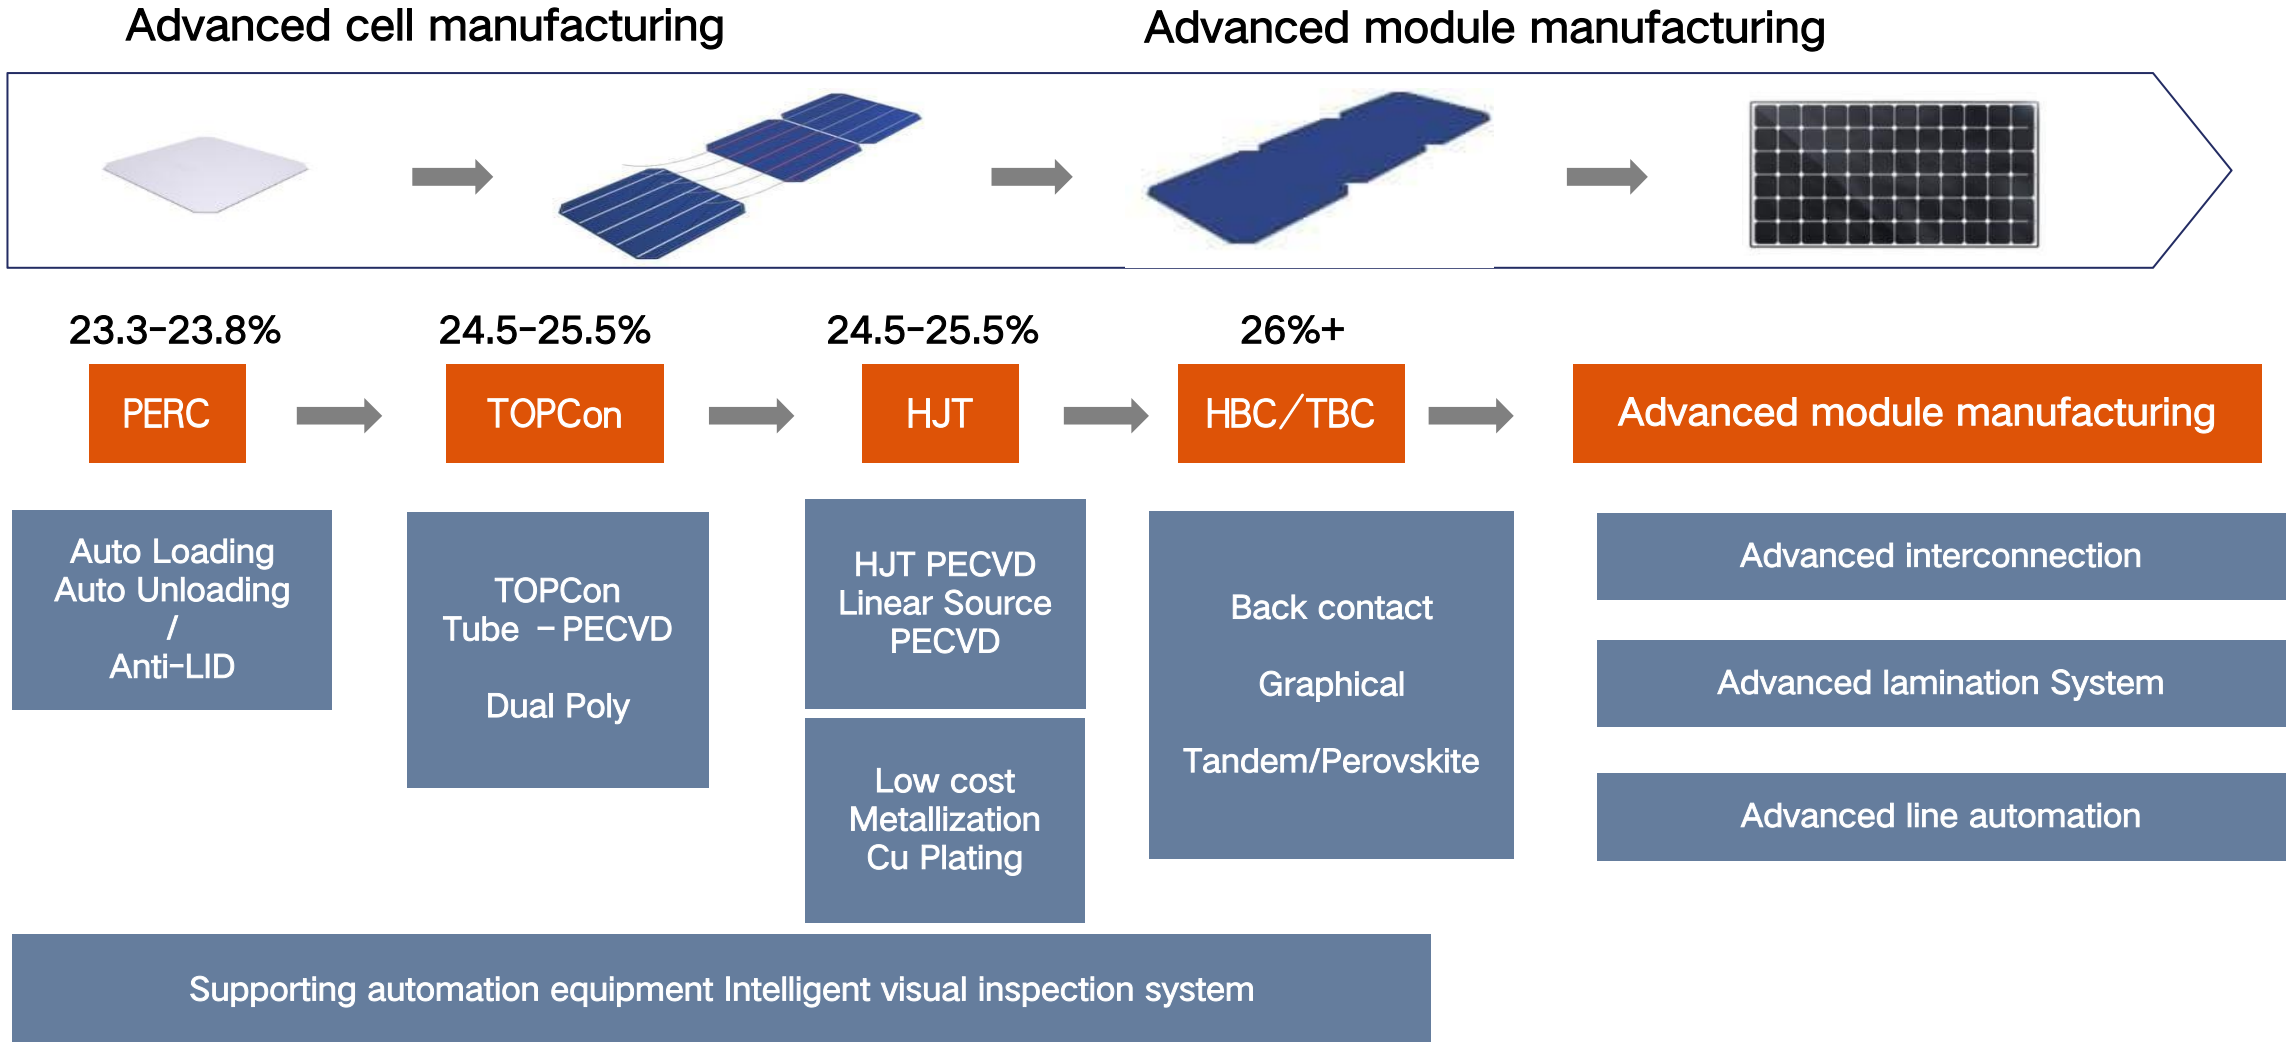 Advanced cell manufacturing
Advanced module manufacturing
23.3-23.8%
24.5-25.5%
24.5-25.5%
26%+
PERC
TOPCon
HJT
HBC/TBC
Advanced module manufacturing
Auto Loading
Auto Unloading
/
Anti-LID
TOPCon
Tube -PECVD
Dual Poly
HJT PECVD
Linear Source
PECVD
Low cost
Metallization
Cu Plating
Back contact
Graphical
Tandem/Perovskite
Advanced interconnection
Advanced lamination System
Advanced line automation
Supporting automation equipment Intelligent visual inspection system